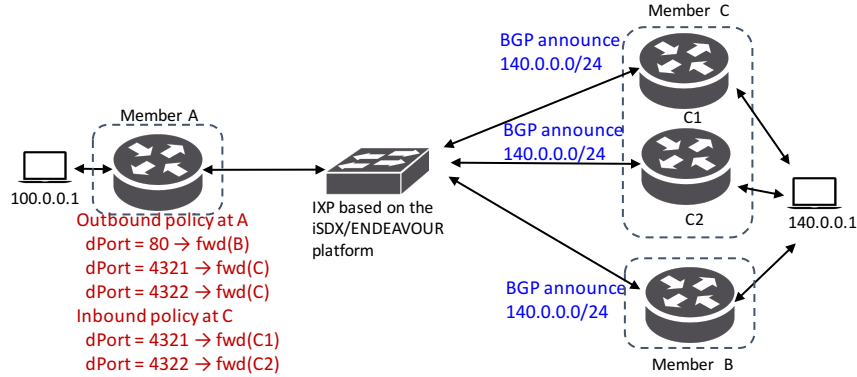 Member C
BGP announce
140.0.0.0/24
C1
Member A
BGP announce
140.0.0.0/24
100.0.0.1
IXP based on the
iSDX/ENDEAVOUR
platform
C2
140.0.0.1
Outbound policy at A
dPort = 80 → fwd(B)
dPort = 4321 → fwd(C)
dPort = 4322 → fwd(C)
Inbound policy at C
dPort = 4321 → fwd(C1)
dPort = 4322 → fwd(C2)
BGP announce
140.0.0.0/24
Member B